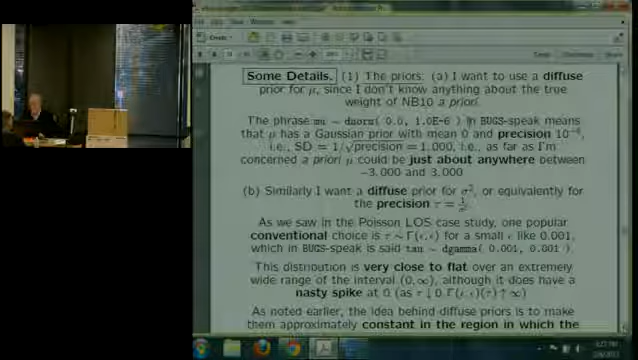 Some Details. (1) The priors: (a) I want to use a diffuse
prior for μ, since I don't know anything about the true
weight of NB10 a priori.
The phrase mu ~ dnorm( 0.0, 1.0E-6 ) in BUGS-speak means
that μ has a Gaussian prior with mean 0 and precision 10⁻⁶,
i.e., SD = 1/√precision = 1,000, i.e., as far as I'm
concerned a priori μ could be just about anywhere between
−3,000 and 3,000
(b) Similarly I want a diffuse prior for σ², or equivalently for
the precision τ = 1/σ².
As we saw in the Poisson LOS case study, one popular
conventional choice is τ ~ Γ(ε, ε) for a small ε like 0.001,
which in BUGS-speak is said tau ~ dgamma( 0.001, 0.001 ).
This distribution is very close to flat over an extremely
wide range of the interval (0, ∞), although it does have a
nasty spike at 0 (as τ ↓ 0, Γ(ε, ε)(τ) ↑ ∞)
As noted earlier, the idea behind diffuse priors is to make
them approximately constant in the region in which the